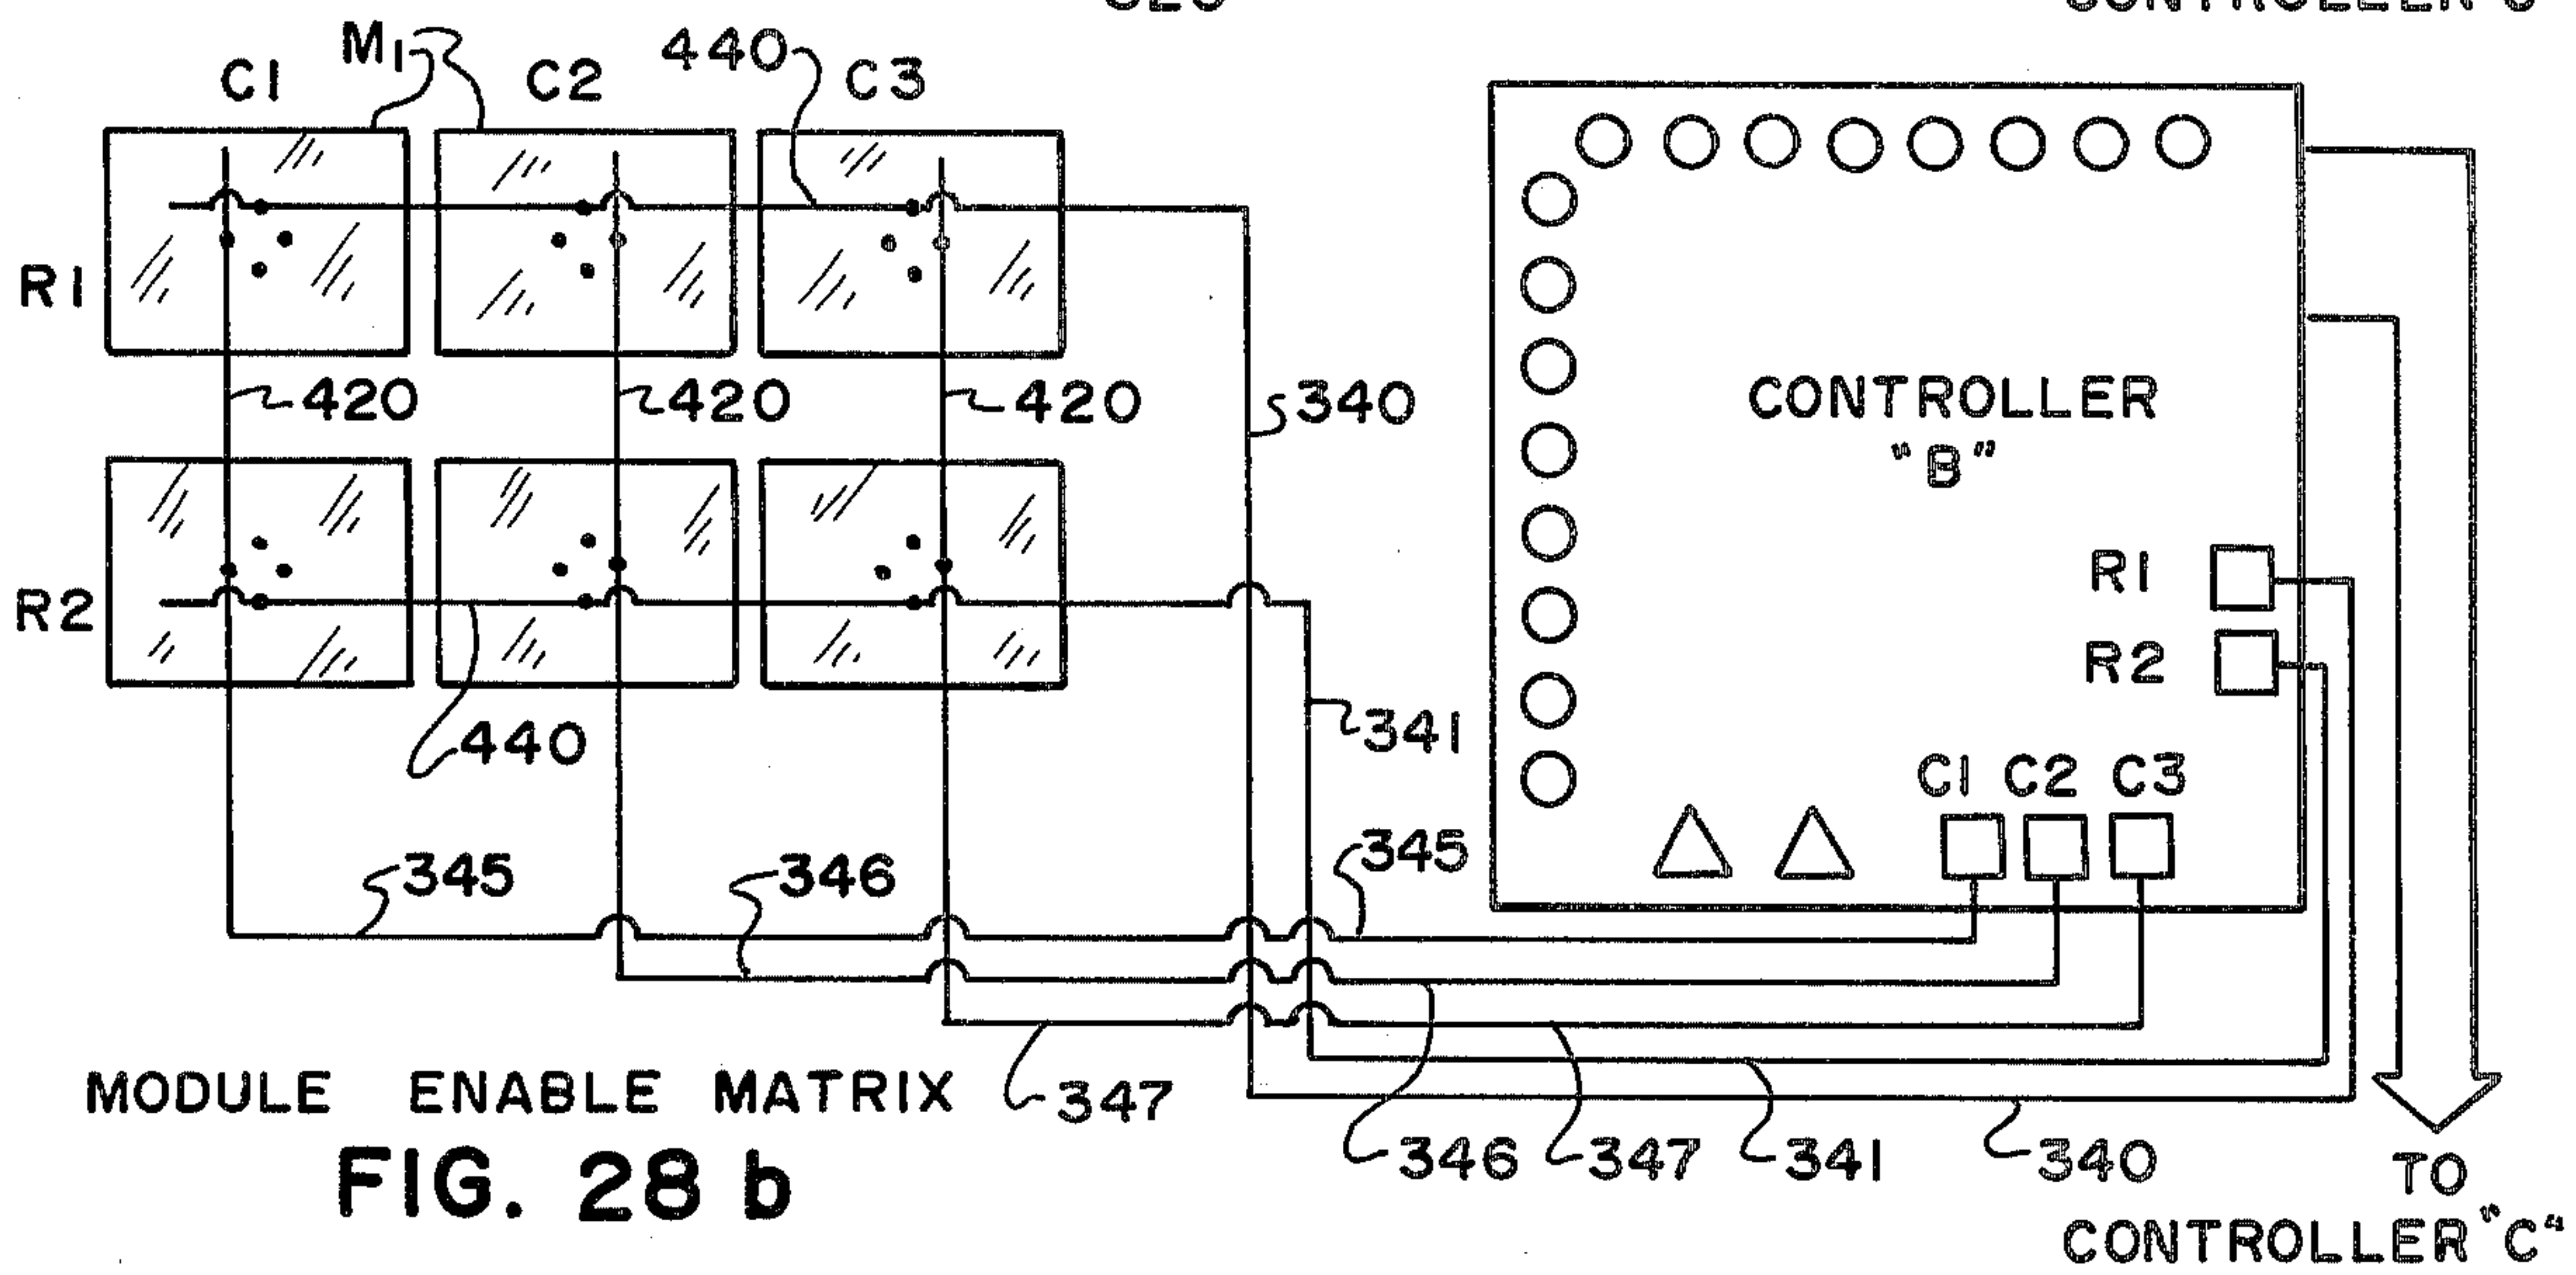 M1
440
C1
C2
C3
R1
420
420
420
340
CONTROLLER
"B"
R2
440
341
R1
R2
C1 C2 C3
345
346
345
347
346
347
341
340
MODULE ENABLE MATRIX
FIG. 28 b
TO
CONTROLLER "C"